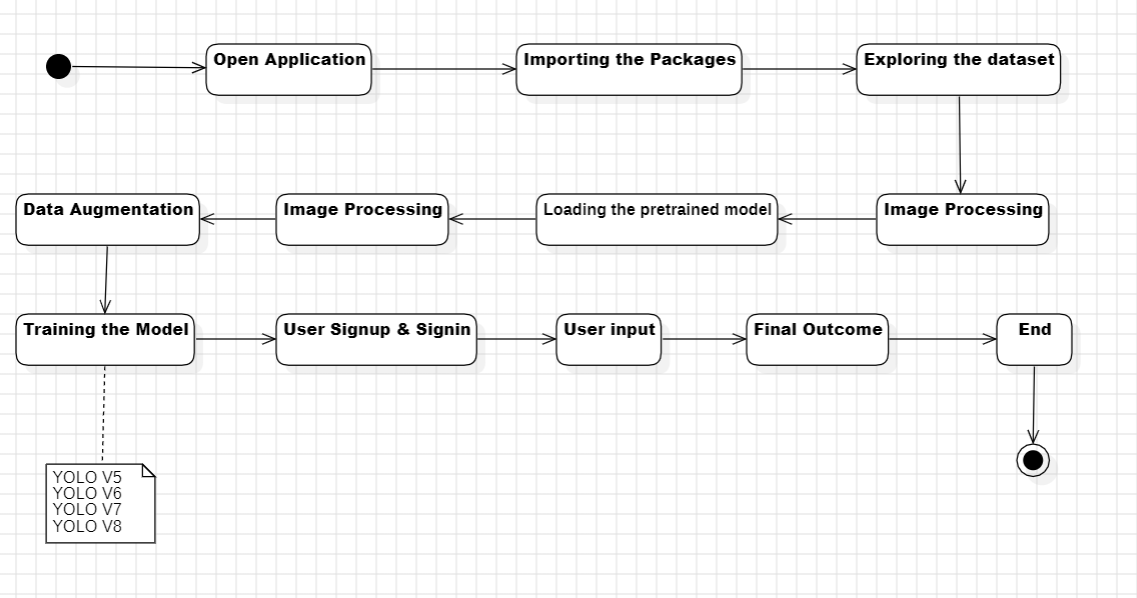 Open Application
Importing the Packages
Exploring the dataset
Image Processing
Loading the pretrained model
Image Processing
Data Augmentation
Training the Model
User Signup & Signin
User input
Final Outcome
End
YOLO V5
YOLO V6
YOLO V7
YOLO V8